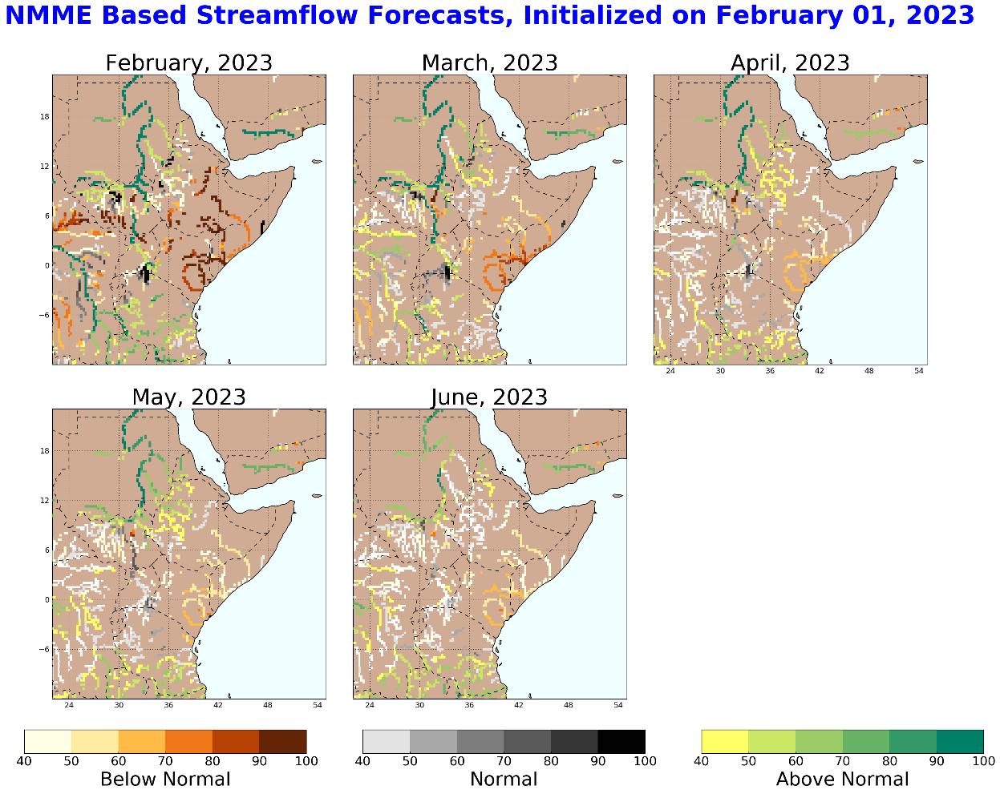 NMME Based Streamflow Forecasts, Initialized on February 01, 2023
February, 2023
March, 2023
April, 2023
18
12
6
0
−6
24 30 36 42 48 54
May, 2023
June, 2023
18
12
6
0
−6
24 30 36 42 48 54
24 30 36 42 48 54
40 50 60 70 80 90 100
Below Normal
40 50 60 70 80 90 100
Normal
40 50 60 70 80 90 100
Above Normal